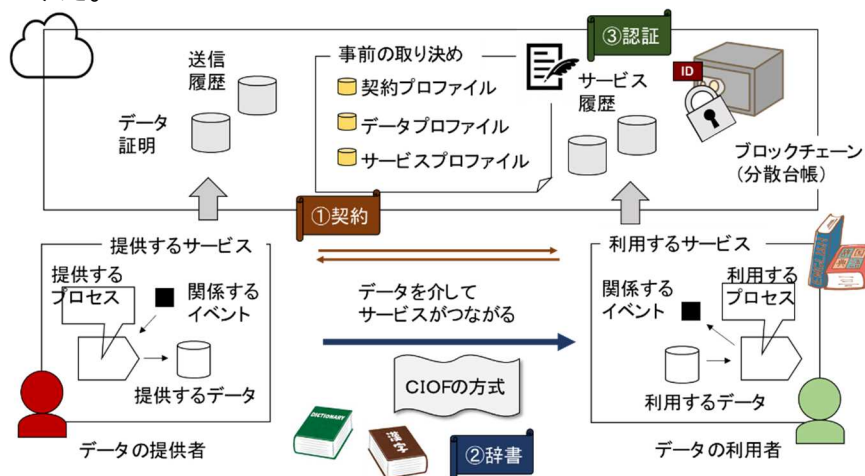 ③認証
送信
履歴
データ
証明
事前の取り決め
契約プロファイル
データプロファイル
サービスプロファイル
サービス
履歴
ID
ブロックチェーン
(分散台帳)
①契約
提供するサービス
提供する
プロセス
関係する
イベント
提供するデータ
データの提供者
データを介して
サービスがつながる
CIOFの方式
DICTIONARY
漢字
②辞書
利用するサービス
関係する
イベント
利用する
プロセス
利用するデータ
データの利用者